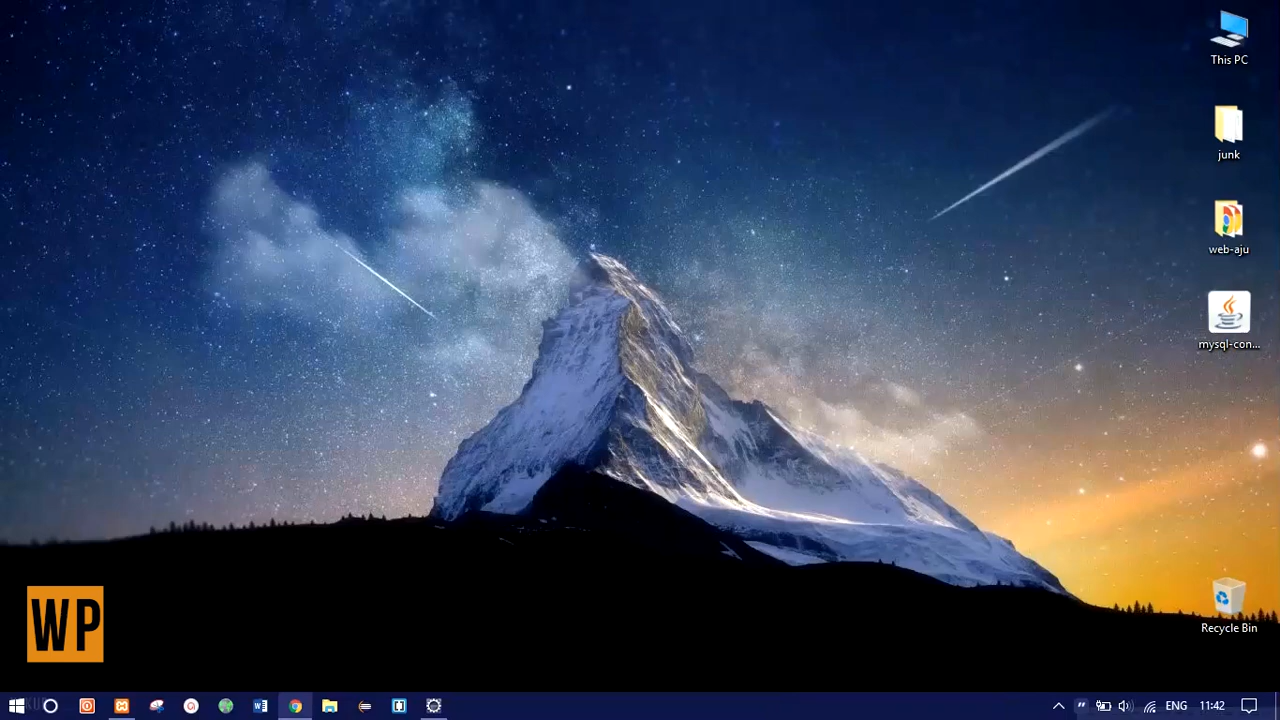 This PC
junk
web-aju
mysql-con...
WP
Recycle Bin
ENG
11:42